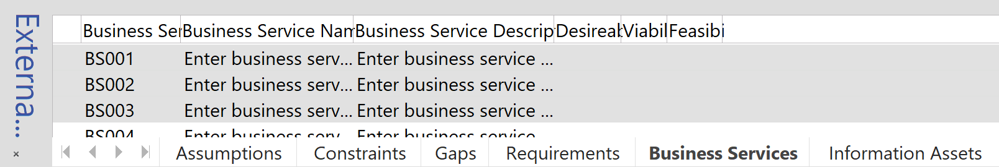 Externa...
Business Ser Business Service Nam Business Service Descrip Desireab Viabil Feasibi
BS001 Enter business serv... Enter business service ...
BS002 Enter business serv... Enter business service ...
BS003 Enter business serv... Enter business service ...
BS004 Enter business serv... Enter business service ...
Assumptions Constraints Gaps Requirements Business Services Information Assets